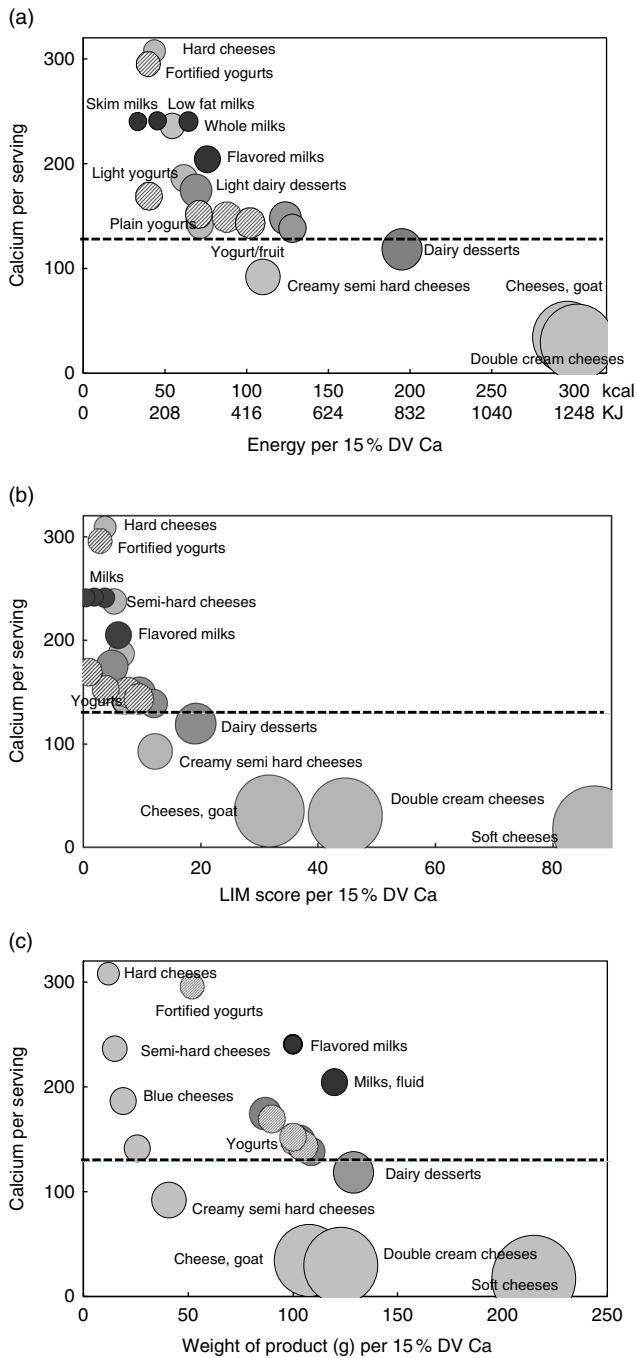 (a)
300
Hard cheeses
Fortified yogurts
Skim milks Low fat milks
Whole milks
200
Flavored milks
Light yogurts
Light dairy desserts
Plain yogurts
Yogurt/fruit
Dairy desserts
100
Creamy semi hard cheeses
Cheeses, goat
Double cream cheeses
0
Calcium per serving
0 50 100 150 200 250 300 kcal
0 208 416 624 832 1040 1248 KJ
Energy per 15 % DV Ca
(b)
300
Hard cheeses
Fortified yogurts
Milks
Semi-hard cheeses
200
Flavored milks
Yogurts
Dairy desserts
100
Creamy semi hard cheeses
Cheeses, goat
Double cream cheeses
Soft cheeses
0
Calcium per serving
0 20 40 60 80
LIM score per 15 % DV Ca
(c)
300
Hard cheeses
Fortified yogurts
Semi-hard cheeses
Flavored milks
200
Blue cheeses
Milks, fluid
Yogurts
Dairy desserts
100
Creamy semi hard cheeses
Cheese, goat
Double cream cheeses
Soft cheeses
0
Calcium per serving
0 50 100 150 200 250
Weight of product (g) per 15 % DV Ca